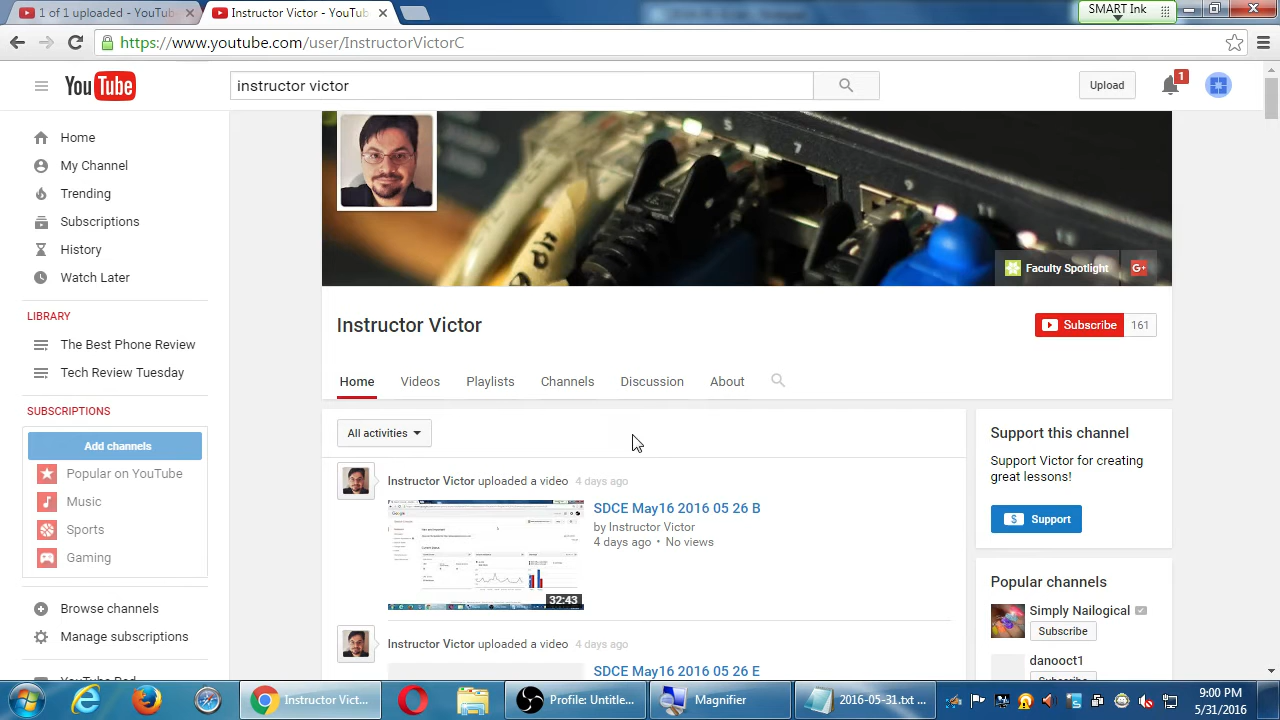 1 of 1 uploaded - YouTu
Instructor Victor - YouTub
SMART Ink
https://www.youtube.com/user/InstructorVictorC
YouTube
instructor victor
Upload
1
Home
My Channel
Trending
Subscriptions
History
Watch Later
LIBRARY
The Best Phone Review
Tech Review Tuesday
SUBSCRIPTIONS
Add channels
Popular on YouTube
Music
Sports
Gaming
Browse channels
Manage subscriptions
YouTube Red
7
Faculty Spotlight
G+
Instructor Victor
Subscribe
161
Home
Videos
Playlists
Channels
Discussion
About
All activities
Instructor Victor uploaded a video 4 days ago
SDCE May16 2016 05 26 B
by Instructor Victor
4 days ago • No views
32:43
Instructor Victor uploaded a video 4 days ago
SDCE May16 2016 05 26 E
Support this channel
Support Victor for creating
great lessons!
$ Support
Popular channels
Simply Nailogical
Subscribe
danooct1
Subscribe
Instructor Vict...
Profile: Untitle...
Magnifier
2016-05-31.txt ...
9:00 PM
5/31/2016